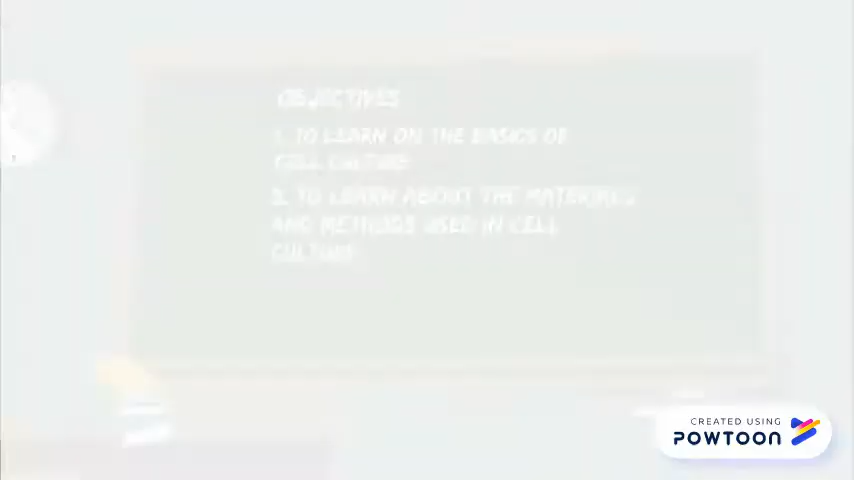 OBJECTIVES
1. TO LEARN ON THE BASICS OF
CELL CULTURE
2. TO LEARN ABOUT THE MATERIALS
AND METHODS USED IN CELL
CULTURE
CREATED USING
POWTOON